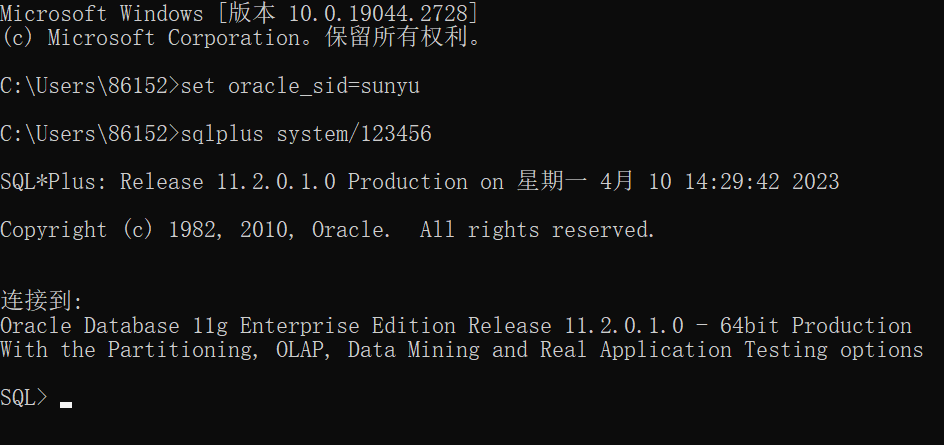 Microsoft Windows [版本 10.0.19044.2728]
(c) Microsoft Corporation。保留所有权利。
C:\Users\86152>set oracle_sid=sunyu
C:\Users\86152>sqlplus system/123456
SQL*Plus: Release 11.2.0.1.0 Production on 星期一 4月 10 14:29:42 2023
Copyright (c) 1982, 2010, Oracle.  All rights reserved.
连接到:
Oracle Database 11g Enterprise Edition Release 11.2.0.1.0 - 64bit Production
With the Partitioning, OLAP, Data Mining and Real Application Testing options
SQL>